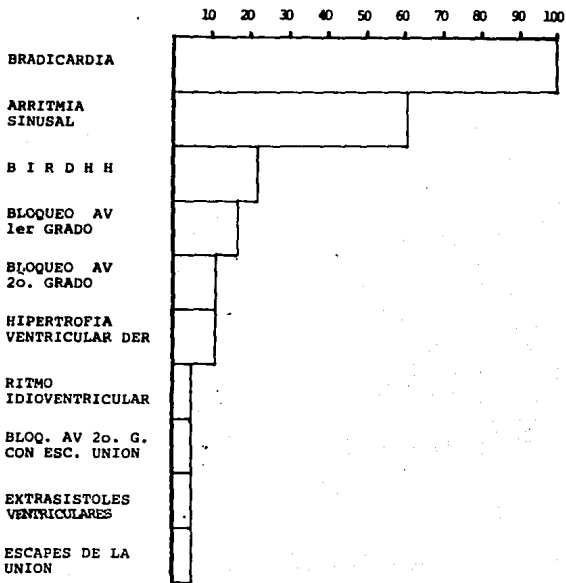 10 20 30 40 50 60 70 80 90 100
BRADICARDIA
ARRITMIA
SINUSAL
B I R D H H
BLOQUEO AV
1er GRADO
BLOQUEO AV
2o. GRADO
HIPERTROFIA
VENTRICULAR DER
RITMO
IDIOVENTRICULAR
BLOQ. AV 2o. G.
CON ESC. UNION
EXTRASISTOLES
VENTRICULARES
ESCAPES DE LA
UNION